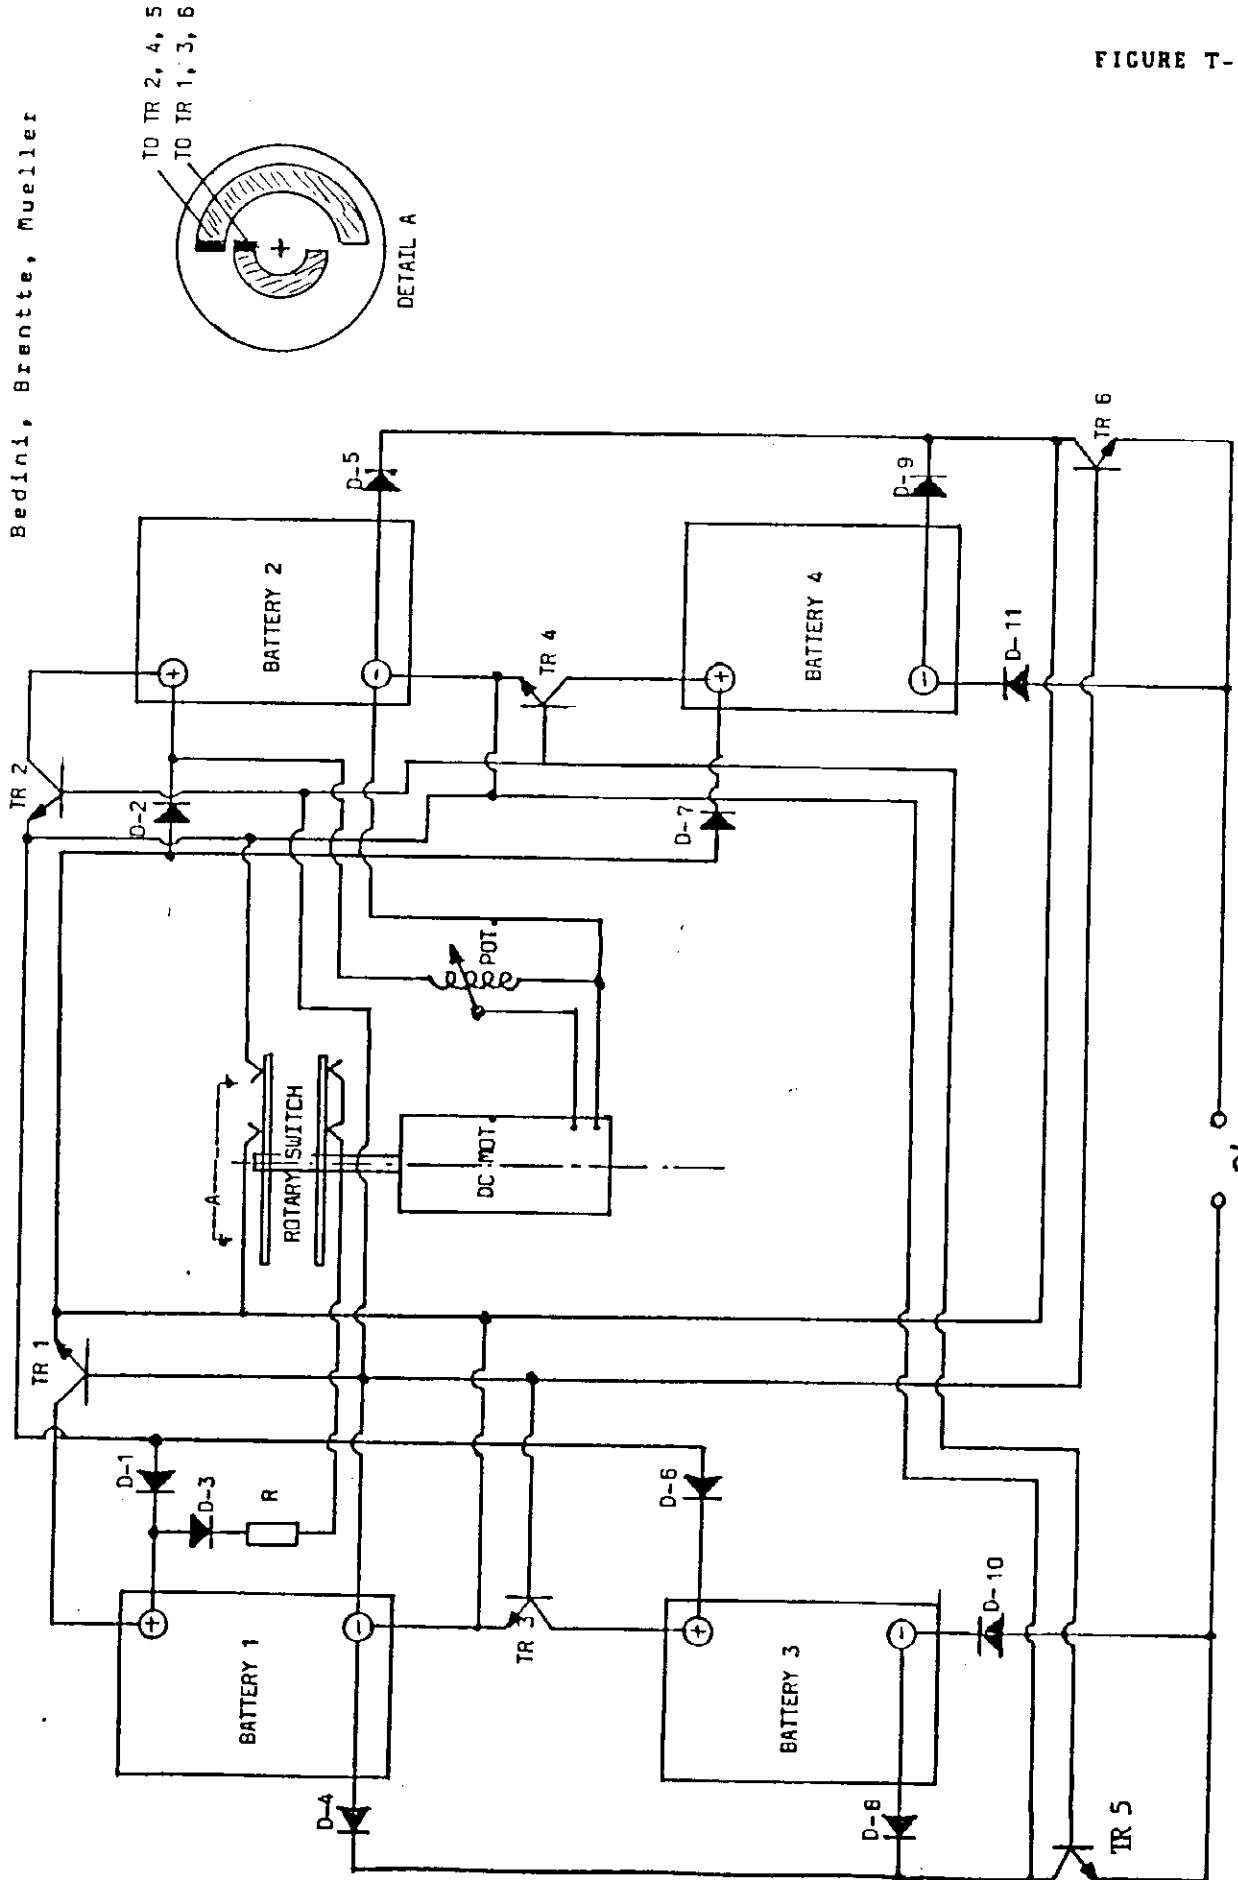 FIGURE T-
Bedini, Brentte, Mueller
TO TR 2, 4, 5
TO TR 1, 3, 6
DETAIL A
TR 1
TR 2
D-1
D-2
D-3
R
A
ROTARY SWITCH
POT.
DC MOT.
BATTERY 1
+
-
BATTERY 2
+
-
D-4
D-5
TR 3
TR 4
D-6
D-7
BATTERY 3
+
-
BATTERY 4
+
-
D-8
D-9
D-10
D-11
TR 5
TR 6